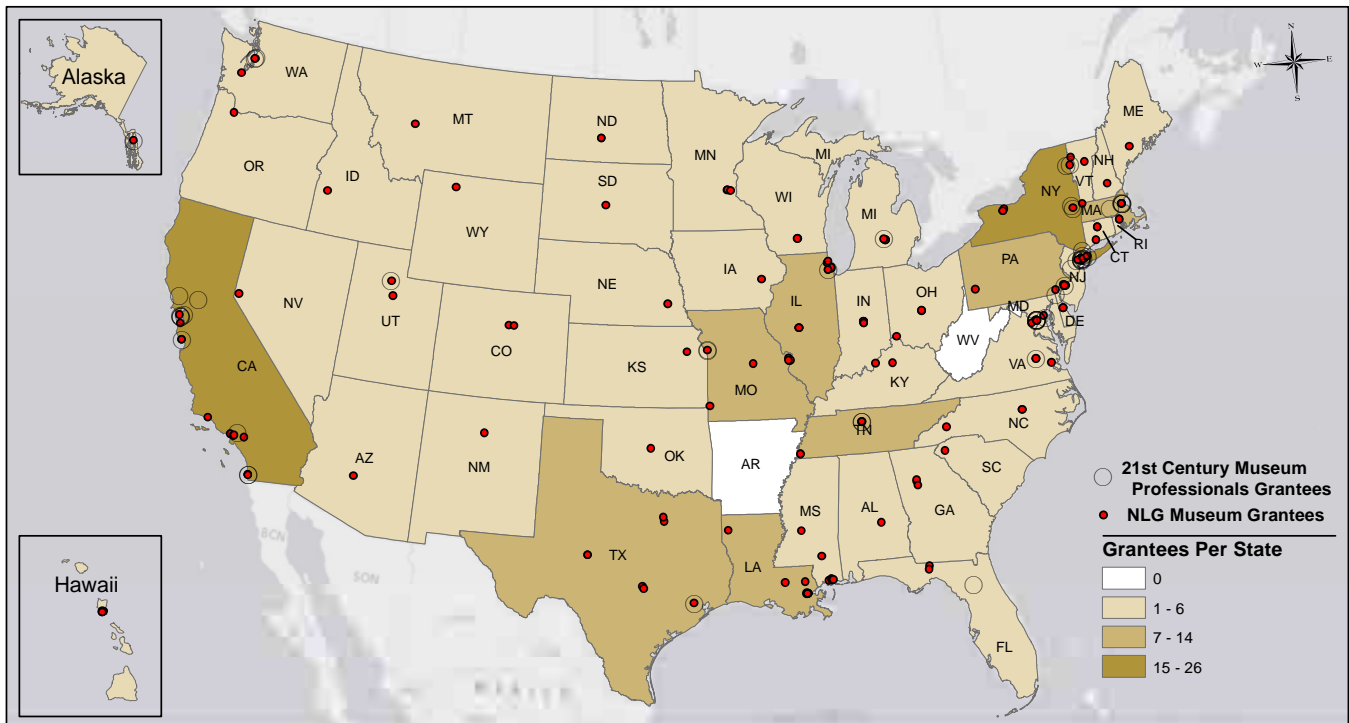 Alaska
Hawaii
N
W
E
S
WA
OR
ID
MT
ND
SD
WY
NE
NV
UT
CO
CA
AZ
NM
KS
OK
TX
MN
IA
MO
AR
LA
WI
MI
MI
IL
IN
OH
KY
TN
MS
AL
GA
FL
SC
NC
VA
WV
PA
NY
ME
NH
VT
MA
RI
CT
NJ
MD
DE
BCN
SON
21st Century Museum
Professionals Grantees
NLG Museum Grantees
Grantees Per State
0
1 - 6
7 - 14
15 - 26